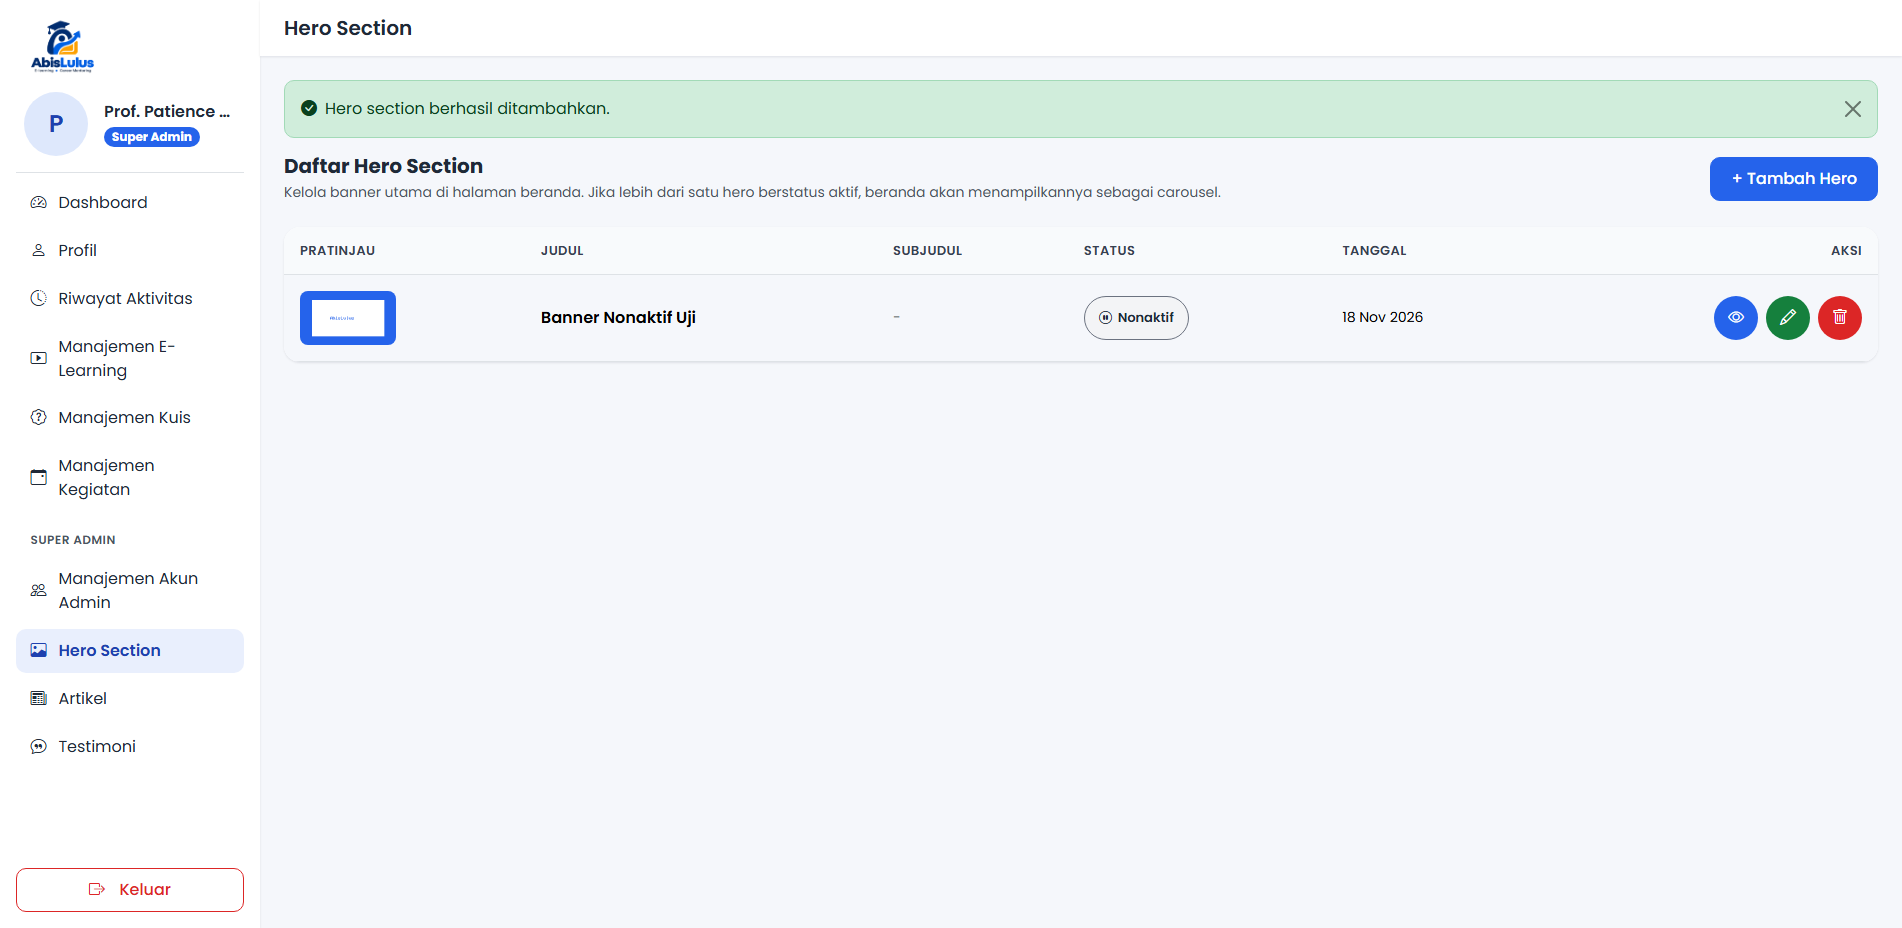 AbisLulus
P
Prof. Patience ...
Super Admin
Dashboard
Profil
Riwayat Aktivitas
Manajemen E-
Learning
Manajemen Kuis
Manajemen
Kegiatan
SUPER ADMIN
Manajemen Akun
Admin
Hero Section
Artikel
Testimoni
Keluar
Hero Section
Hero section berhasil ditambahkan.
Daftar Hero Section
Kelola banner utama di halaman beranda. Jika lebih dari satu hero berstatus aktif, beranda akan menampilkannya sebagai carousel.
+ Tambah Hero
PRATINJAU JUDUL SUBJUDUL STATUS TANGGAL AKSI
AbisLulus
Banner Nonaktif Uji - Nonaktif 18 Nov 2026